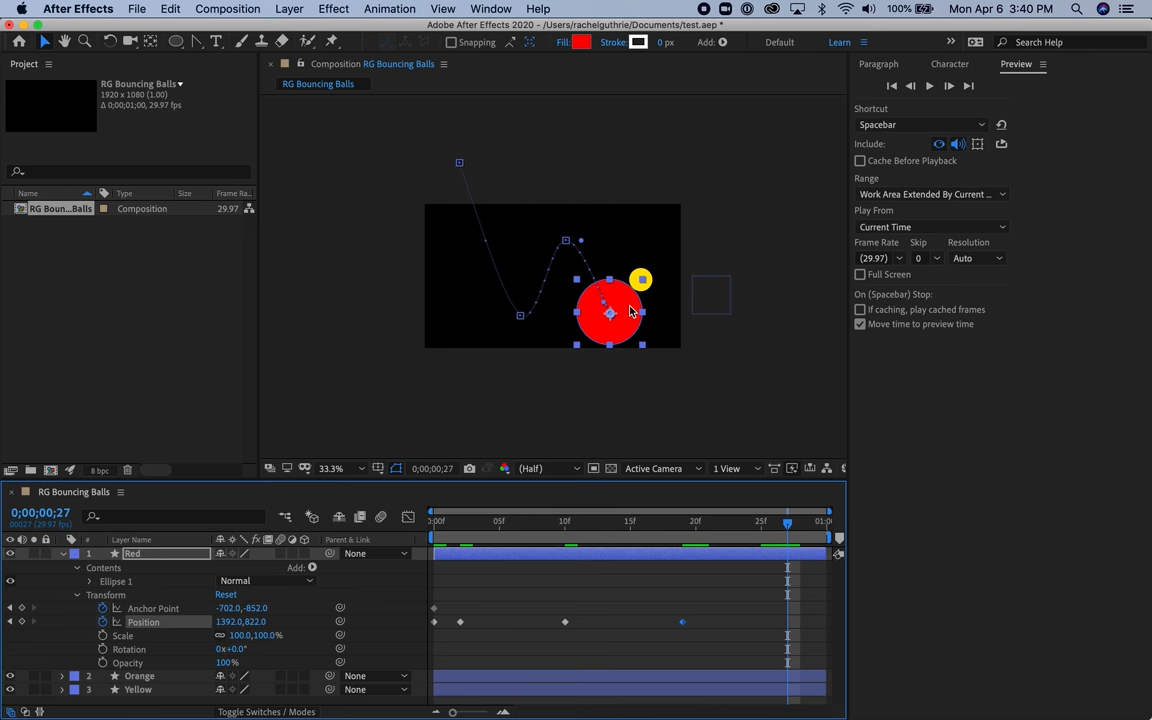 After Effects File Edit Composition Layer Effect Animation View Window Help 100% Mon Apr 6 3:40 PM
Adobe After Effects 2020 - /Users/rachelguthrie/Documents/test.aep *
Snapping Fill: Stroke: 0 px Add: Default Learn Search Help
Project
Composition RG Bouncing Balls
Paragraph Character Preview
RG Bouncing Balls
1920 x 1080 (1.00)
Δ 0;00;01;00, 29.97 fps
RG Bouncing Balls
Shortcut
Spacebar
Include:
Cache Before Playback
Range
Work Area Extended By Current ...
Play From
Current Time
Frame Rate Skip Resolution
(29.97) 0 Auto
Full Screen
On (Spacebar) Stop:
If caching, play cached frames
Move time to preview time
Name Type Size Frame Ra...
RG Boun...Balls Composition 29.97
8 bpc
33.3% 0;00;00;27 (Half) Active Camera 1 View
RG Bouncing Balls
0;00;00;27
00027 (29.97 fps)
0:00f 05f 10f 15f 20f 25f 01:0
# Layer Name Parent & Link
1 Red None
Contents Add:
Ellipse 1 Normal
Transform Reset
Anchor Point -702.0,-852.0
Position 1392.0,822.0
Scale 100.0,100.0%
Rotation 0x+0.0°
Opacity 100%
2 Orange None
3 Yellow None
Toggle Switches / Modes